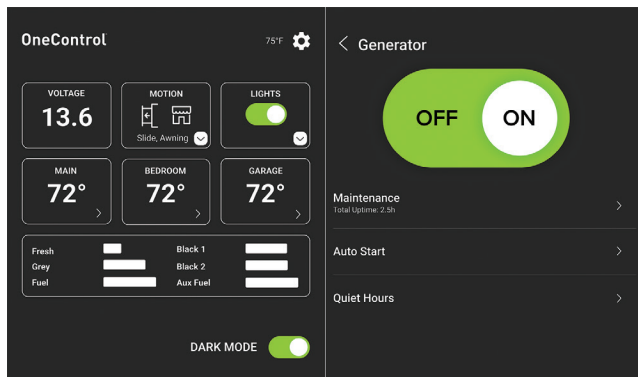 OneControl
75°F
VOLTAGE
13.6
MOTION
Slide, Awning
LIGHTS
MAIN
72°
BEDROOM
72°
GARAGE
72°
Fresh
Black 1
Grey
Black 2
Fuel
Aux Fuel
DARK MODE
Generator
OFF ON
Maintenance
Total Uptime: 2.5h
Auto Start
Quiet Hours